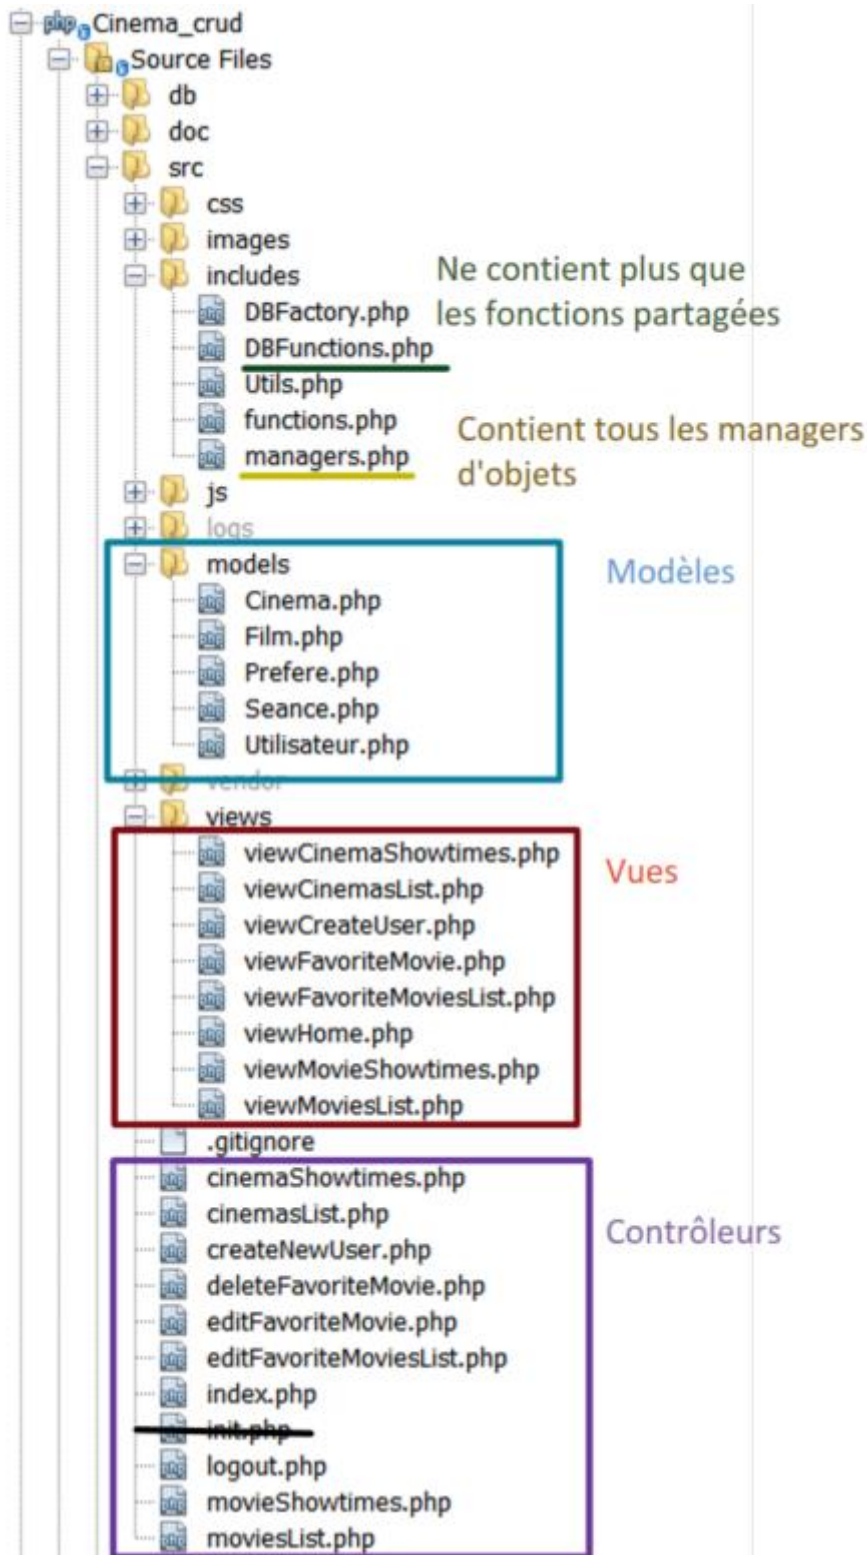 Cinema_crud
Source Files
db
doc
src
css
images
includes
DBFactory.php
DBFunctions.php
Utils.php
functions.php
managers.php
Ne contient plus que
les fonctions partagées
Contient tous les managers
d'objets
js
logs
models
Cinema.php
Film.php
Prefere.php
Seance.php
Utilisateur.php
Modèles
vendor
views
viewCinemaShowtimes.php
viewCinemasList.php
viewCreateUser.php
viewFavoriteMovie.php
viewFavoriteMoviesList.php
viewHome.php
viewMovieShowtimes.php
viewMoviesList.php
Vues
.gitignore
cinemaShowtimes.php
cinemasList.php
createNewUser.php
deleteFavoriteMovie.php
editFavoriteMovie.php
editFavoriteMoviesList.php
index.php
init.php
logout.php
movieShowtimes.php
moviesList.php
Contrôleurs